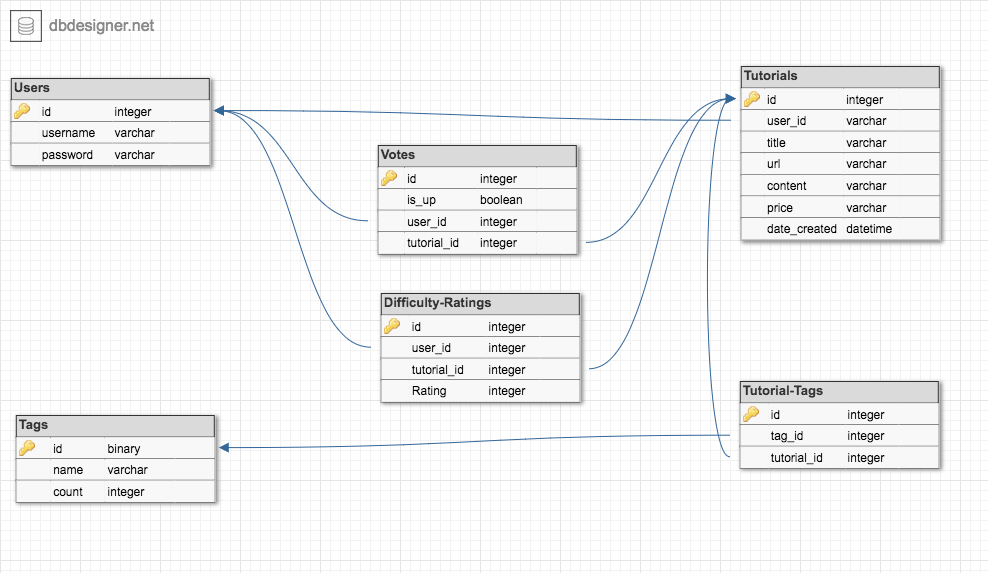 dbdesigner.net
Users
id integer
username varchar
password varchar
Votes
id integer
is_up boolean
user_id integer
tutorial_id integer
Difficulty-Ratings
id integer
user_id integer
tutorial_id integer
Rating integer
Tags
id binary
name varchar
count integer
Tutorials
id integer
user_id varchar
title varchar
url varchar
content varchar
price varchar
date_created datetime
Tutorial-Tags
id integer
tag_id integer
tutorial_id integer